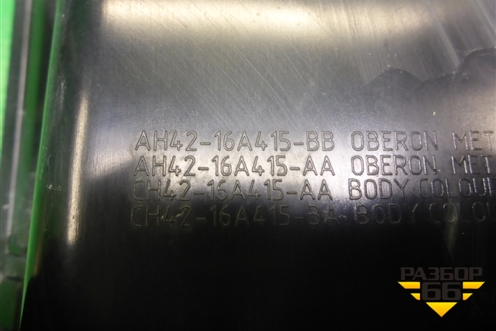 AH42-16A415-BB OBERON MET
AH42-16A415-AA OBERON MET
CH42-16A415-AA BODY COLOU
CH42-16A415-BA BODY COLOU
РАЗБОР
66